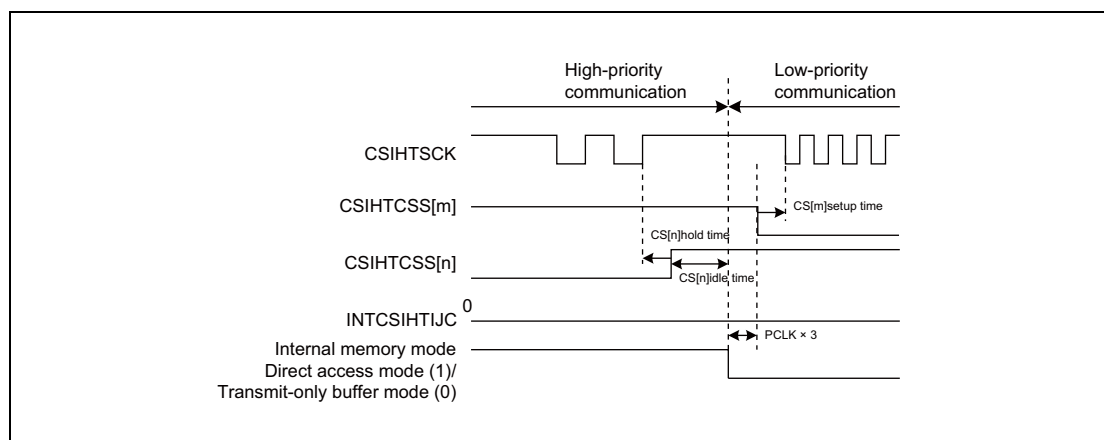 High-priority
communication
Low-priority
communication
CSIHTSCK
CSIHTCSS[m]
CS[m]setup time
CS[n]hold time
CSIHTCSS[n]
CS[n]idle time
0
INTCSIHTIJC
PCLK × 3
Internal memory mode
Direct access mode (1)/
Transmit-only buffer mode (0)